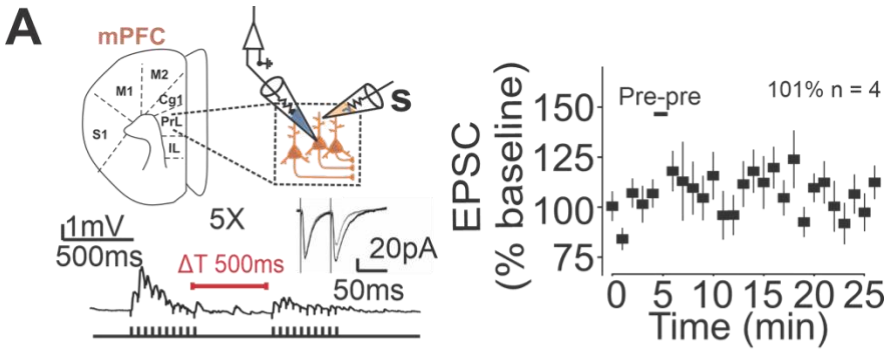 A
mPFC
M2
M1
Cg1
PrL
S1
IL
S
1mV
500ms
5X
ΔT 500ms
20pA
50ms
EPSC
(% baseline)
150
125
100
75
Pre-pre
101% n = 4
0 5 10 15 20 25
Time (min)